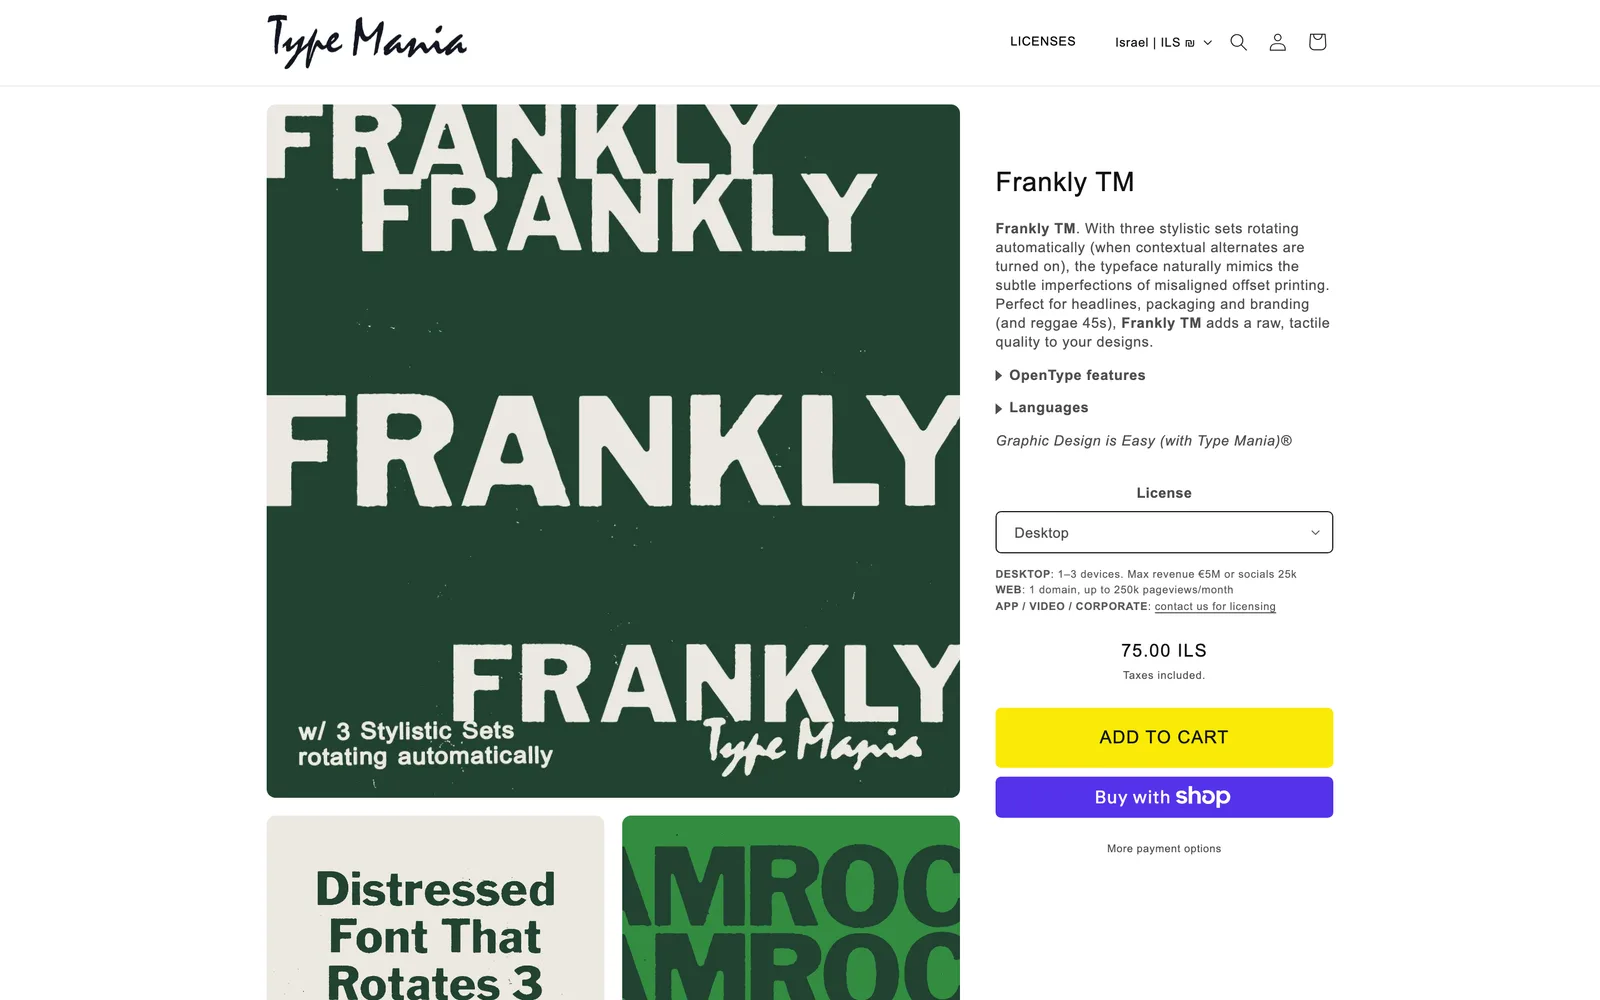 Type Mania
LICENSES
Israel | ILS ₪
FRANKLY
FRANKLY
FRANKLY
FRANKLY
w/ 3 Stylistic Sets
rotating automatically
Type Mania
Frankly TM
Frankly TM. With three stylistic sets rotating
automatically (when contextual alternates are
turned on), the typeface naturally mimics the
subtle imperfections of misaligned offset printing.
Perfect for headlines, packaging and branding
(and reggae 45s), Frankly TM adds a raw, tactile
quality to your designs.
OpenType features
Languages
Graphic Design is Easy (with Type Mania)®
License
Desktop
DESKTOP: 1–3 devices. Max revenue €5M or socials 25k
WEB: 1 domain, up to 250k pageviews/month
APP / VIDEO / CORPORATE: contact us for licensing
75.00 ILS
Taxes included.
ADD TO CART
Buy with shop
More payment options
Distressed
Font That
Rotates 3
AMROC
AMROC